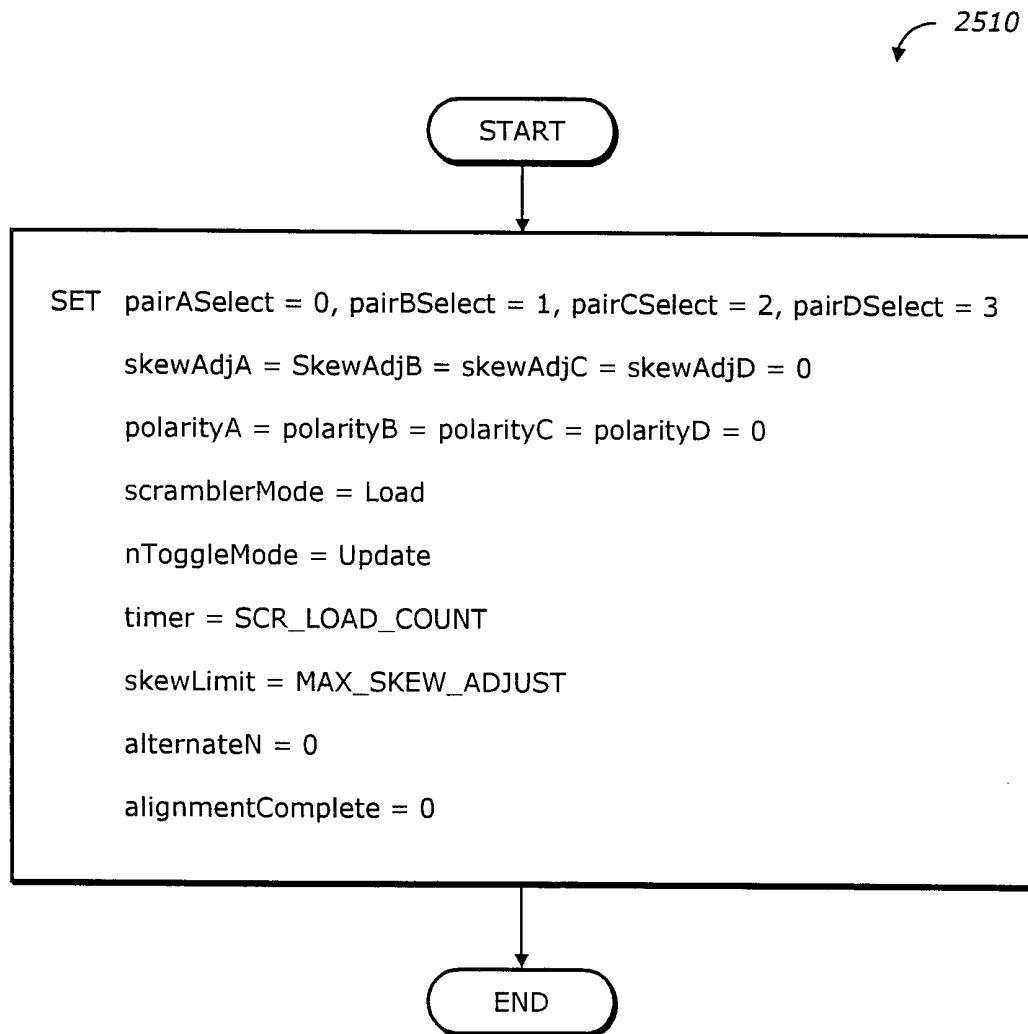 2510
START
SET pairASelect = 0, pairBSelect = 1, pairCSelect = 2, pairDSelect = 3
skewAdjA = SkewAdjB = skewAdjC = skewAdjD = 0
polarityA = polarityB = polarityC = polarityD = 0
scramblerMode = Load
nToggleMode = Update
timer = SCR_LOAD_COUNT
skewLimit = MAX_SKEW_ADJUST
alternateN = 0
alignmentComplete = 0
END